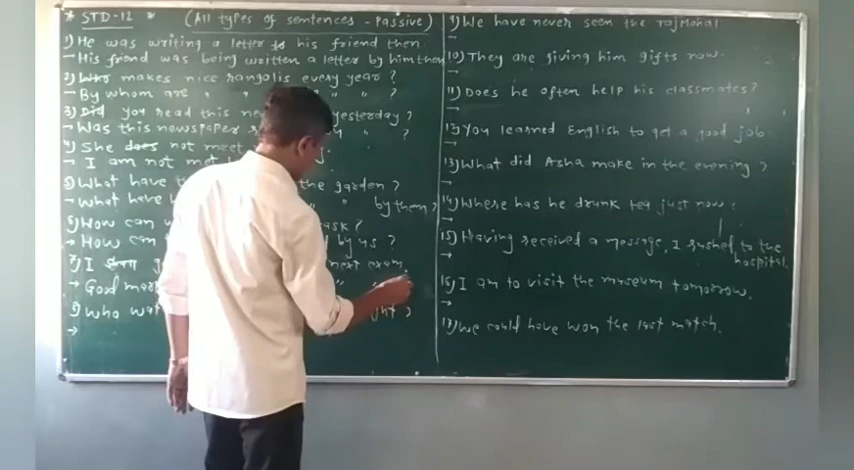 * STD-12 * (All types of sentences - Passive)
1) He was writing a letter to his friend then.
→ His friend was being written a letter by him then
2) Who makes nice rangolis every year?
→ By whom are " " " " ?
3) Did you read this yesterday?
→ Was this newspaper " ?
4) She does not meet
→ I am not met
5) What have the garden?
→ What have " " by them?
6) How can ask?
→ How can by us?
7) I next exam.
→ Good "
8) Who
→
9) We have never seen the Tajmahal
→
10) They are giving him gifts now.
→
11) Does he often help his classmates?
→
12) You learned English to get a good job.
→
13) What did Asha make in the evening?
→
14) Where has he drunk tea just now?
→
15) Having received a message, I rushed to the
hospital.
→
16) I am to visit the museum tomorrow.
→
17) We could have won the last match.